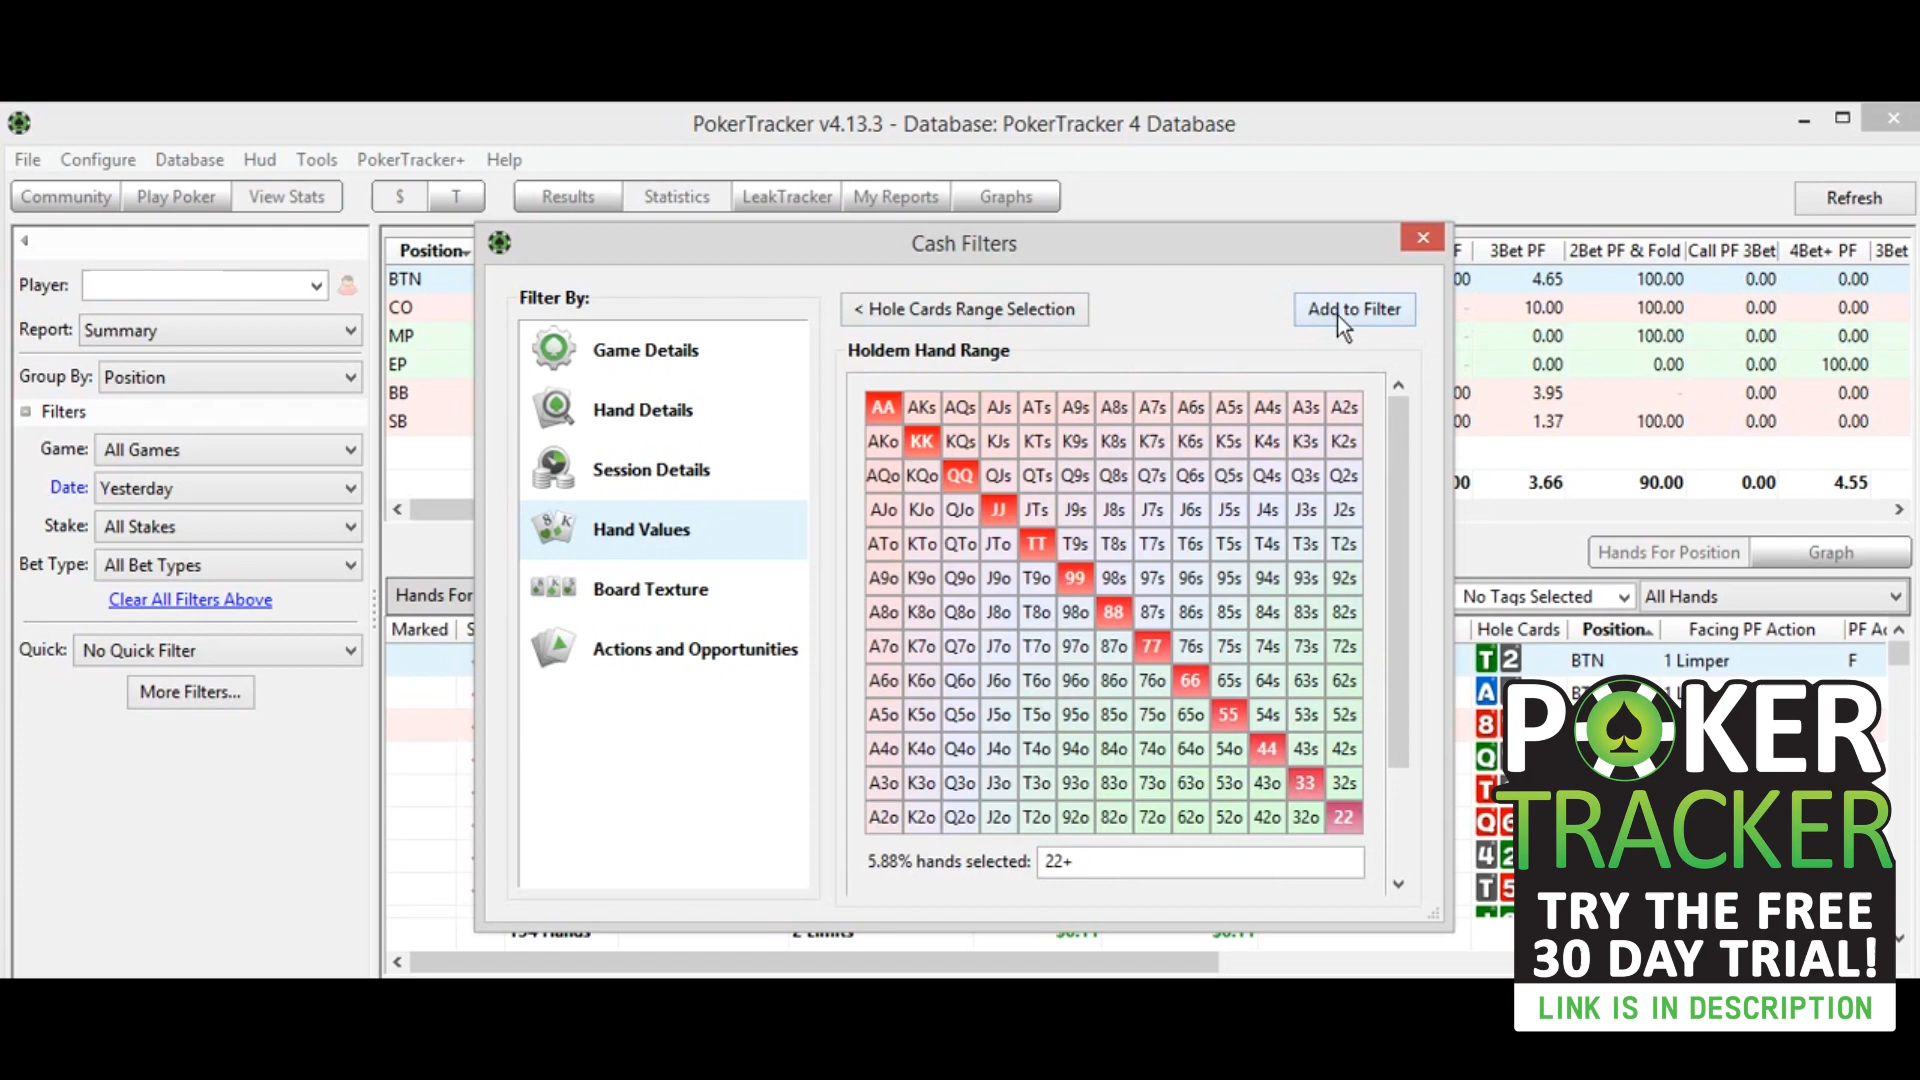 PokerTracker v4.13.3 - Database: PokerTracker 4 Database
File Configure Database Hud Tools PokerTracker+ Help
Community Play Poker View Stats $ T Results Statistics LeakTracker My Reports Graphs Refresh
Player:
Report: Summary
Group By: Position
Filters
Game: All Games
Date: Yesterday
Stake: All Stakes
Bet Type: All Bet Types
Clear All Filters Above
Quick: No Quick Filter
More Filters...
Position
BTN
CO
MP
EP
BB
SB
Hands For
Marked
Cash Filters
Filter By:
Game Details
Hand Details
Session Details
Hand Values
Board Texture
Actions and Opportunities
< Hole Cards Range Selection Add to Filter
Holdem Hand Range
AA AKs AQs AJs ATs A9s A8s A7s A6s A5s A4s A3s A2s
AKo KK KQs KJs KTs K9s K8s K7s K6s K5s K4s K3s K2s
AQo KQo QQ QJs QTs Q9s Q8s Q7s Q6s Q5s Q4s Q3s Q2s
AJo KJo QJo JJ JTs J9s J8s J7s J6s J5s J4s J3s J2s
ATo KTo QTo JTo TT T9s T8s T7s T6s T5s T4s T3s T2s
A9o K9o Q9o J9o T9o 99 98s 97s 96s 95s 94s 93s 92s
A8o K8o Q8o J8o T8o 98o 88 87s 86s 85s 84s 83s 82s
A7o K7o Q7o J7o T7o 97o 87o 77 76s 75s 74s 73s 72s
A6o K6o Q6o J6o T6o 96o 86o 76o 66 65s 64s 63s 62s
A5o K5o Q5o J5o T5o 95o 85o 75o 65o 55 54s 53s 52s
A4o K4o Q4o J4o T4o 94o 84o 74o 64o 54o 44 43s 42s
A3o K3o Q3o J3o T3o 93o 83o 73o 63o 53o 43o 33 32s
A2o K2o Q2o J2o T2o 92o 82o 72o 62o 52o 42o 32o 22
5.88% hands selected: 22+
3Bet PF 2Bet PF & Fold Call PF 3Bet 4Bet+ PF 3Bet
4.65 100.00 0.00 0.00
10.00 100.00 0.00 0.00
0.00 100.00 0.00 0.00
0.00 0.00 0.00 100.00
3.95 - 0.00 0.00
1.37 100.00 0.00 0.00
3.66 90.00 0.00 4.55
Hands For Position Graph
No Tags Selected All Hands
Hole Cards Position Facing PF Action
T 2 BTN 1 Limper F
A
8
Q
T
Q
4
T 5
POKER
TRACKER
TRY THE FREE
30 DAY TRIAL!
LINK IS IN DESCRIPTION